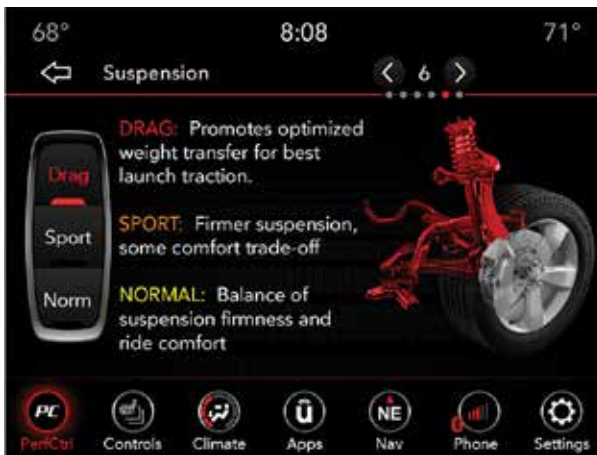 68° 8:08 71°
Suspension 6
DRAG: Promotes optimized
weight transfer for best
launch traction.
Drag
SPORT: Firmer suspension,
some comfort trade-off
Sport
NORMAL: Balance of
suspension firmness and
ride comfort
Norm
PC û NE
PerfCtrl Controls Climate Apps Nav Phone Settings